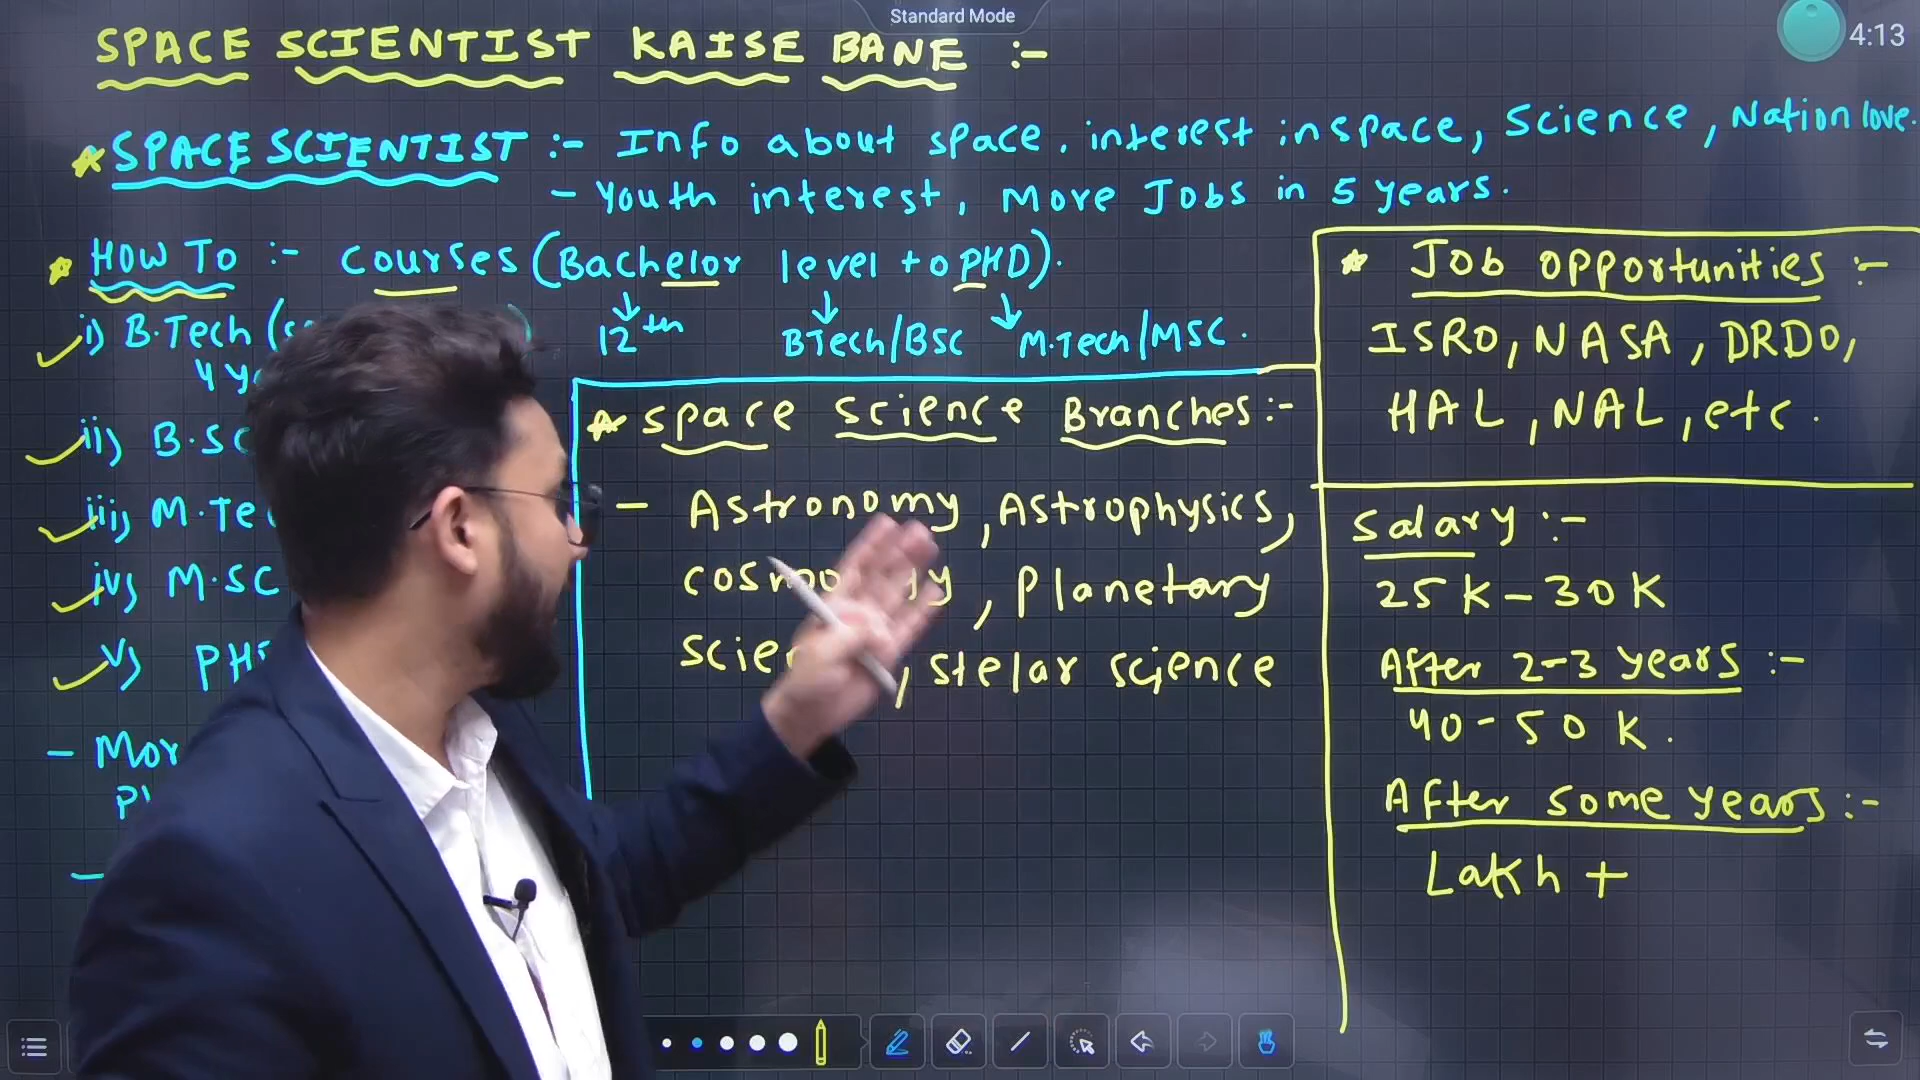 Standard Mode
4:13
SPACE SCIENTIST KAISE BANE :-
SPACE SCIENTIST :- Info about space, interest in space, Science, Nation love.
- Youth interest, More Jobs in 5 years.
HOW TO :- courses (Bachelor level to PHD).
12th BTech/BSC M.Tech/MSC.
i) B.Tech
4
ii) B.SC
iii) M.Te
iv) M.SC
v) PH
- Mor
Space Science Branches :-
- Astronomy, Astrophysics,
Planetary
, stelar science
Job opportunities :-
ISRO, NASA, DRDO,
HAL, NAL, etc.
Salary :-
25K - 30K
After 2-3 years :-
40 - 50 K.
After some years :-
Lakh +